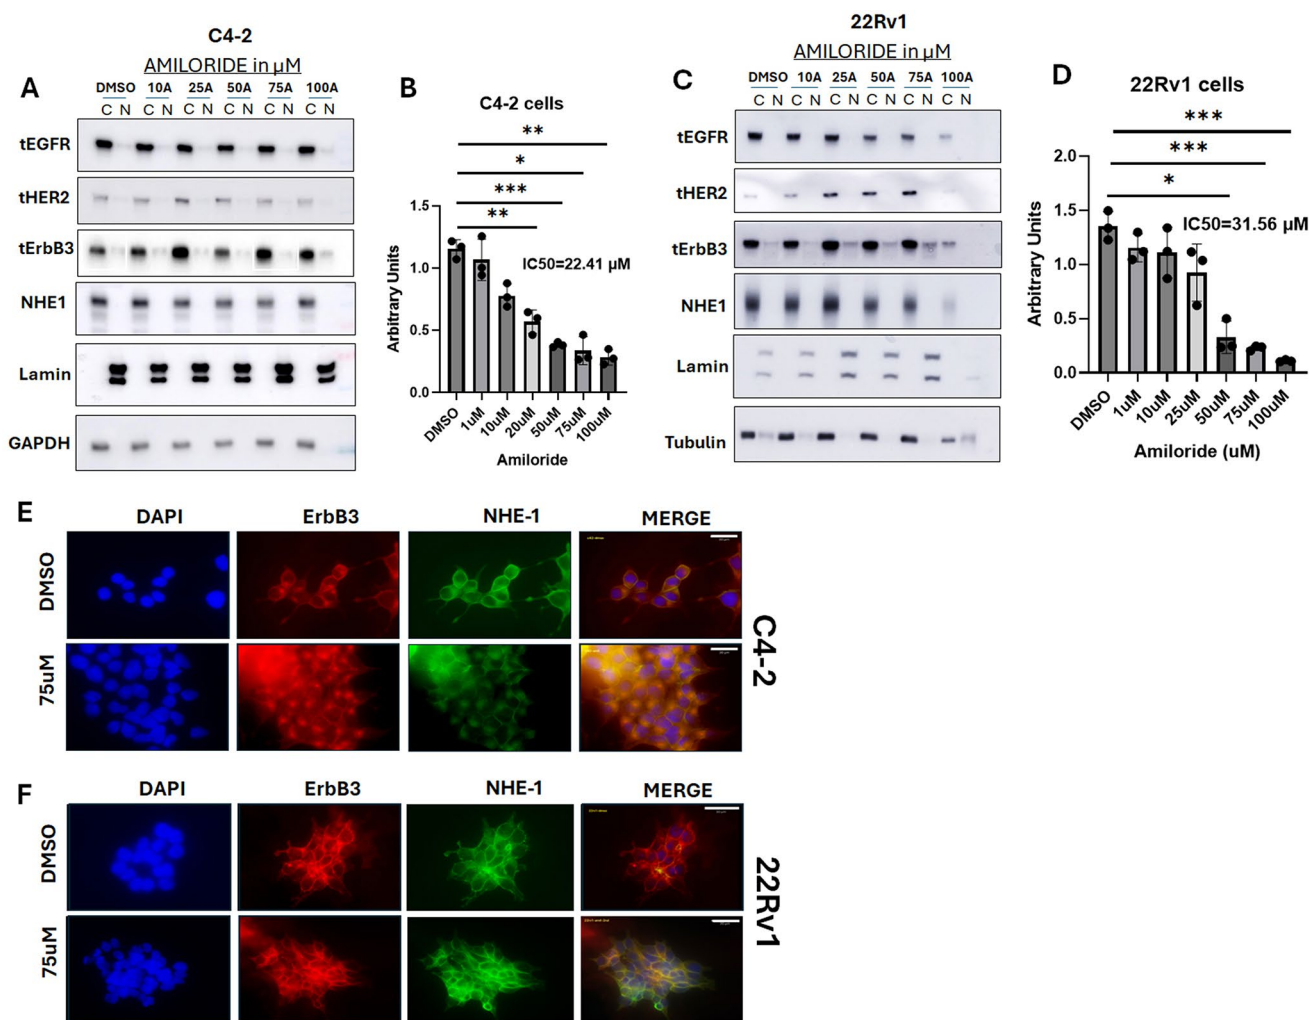 C4-2
AMILORIDE in µM
A
DMSO 10A 25A 50A 75A 100A
C N C N C N C N C N C N
tEGFR
tHER2
tErbB3
NHE1
Lamin
GAPDH
B
C4-2 cells
**
*
***
**
IC50=22.41 µM
Arbitrary Units
1.5
1.0
0.5
0.0
DMSO 1uM 10uM 20uM 50uM 75uM 100uM
Amiloride
22Rv1
AMILORIDE in µM
C
DMSO 10A 25A 50A 75A 100A
C N C N C N C N C N C N
tEGFR
tHER2
tErbB3
NHE1
Lamin
Tubulin
D
22Rv1 cells
***
***
*
IC50=31.56 µM
Arbitrary Units
2.0
1.5
1.0
0.5
0.0
DMSO 1uM 10uM 25uM 50uM 75uM 100uM
Amiloride (uM)
E
DAPI ErbB3 NHE-1 MERGE
DMSO
75uM
C4-2
F
DAPI ErbB3 NHE-1 MERGE
DMSO
75uM
22Rv1